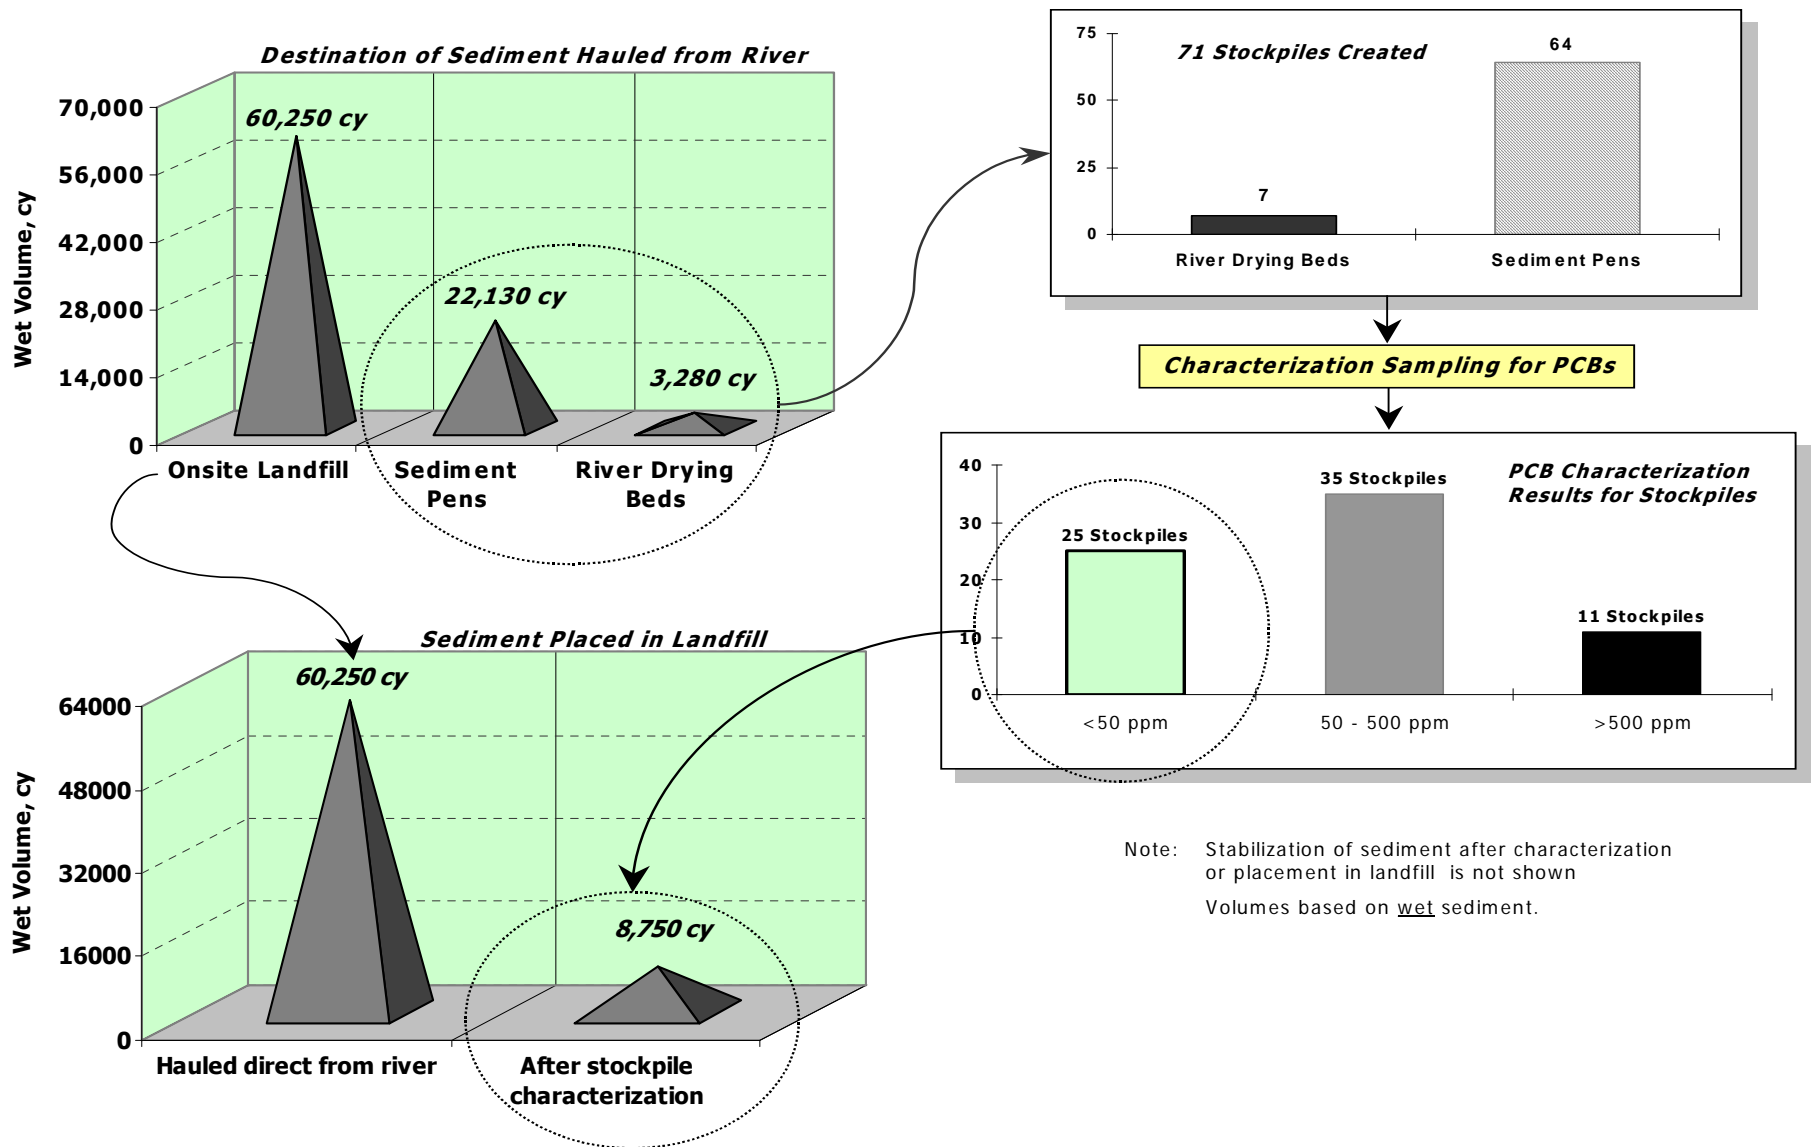 Destination of Sediment Hauled from River
Wet Volume, cy
70,000
56,000
42,000
28,000
14,000
0
60,250 cy
22,130 cy
3,280 cy
Onsite Landfill
Sediment
Pens
River Drying
Beds
71 Stockpiles Created
75
50
25
0
7
64
River Drying Beds
Sediment Pens
Characterization Sampling for PCBs
PCB Characterization
Results for Stockpiles
40
30
20
10
0
25 Stockpiles
35 Stockpiles
11 Stockpiles
<50 ppm
50 - 500 ppm
>500 ppm
Sediment Placed in Landfill
Wet Volume, cy
64000
48000
32000
16000
0
60,250 cy
8,750 cy
Hauled direct from river
After stockpile
characterization
Note: Stabilization of sediment after characterization
or placement in landfill is not shown
Volumes based on wet sediment.